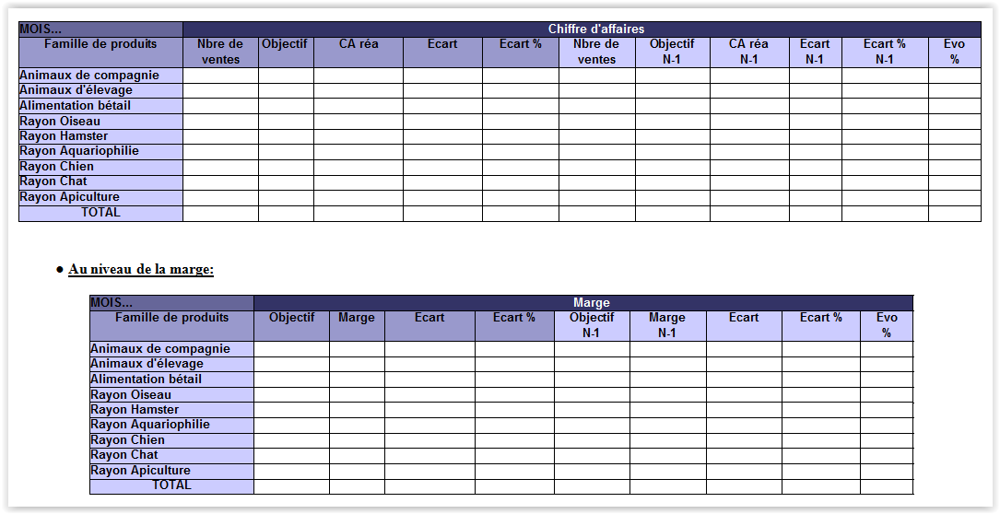 MOIS... Chiffre d'affaires
Famille de produits Nbre de Objectif CA réa Ecart Ecart % Nbre de Objectif CA réa Ecart Ecart % Evo
ventes ventes N-1 N-1 N-1 N-1 %
Animaux de compagnie
Animaux d'élevage
Alimentation bétail
Rayon Oiseau
Rayon Hamster
Rayon Aquariophilie
Rayon Chien
Rayon Chat
Rayon Apiculture
TOTAL
● Au niveau de la marge:
MOIS... Marge
Famille de produits Objectif Marge Ecart Ecart % Objectif Marge Ecart Ecart % Evo
N-1 N-1 %
Animaux de compagnie
Animaux d'élevage
Alimentation bétail
Rayon Oiseau
Rayon Hamster
Rayon Aquariophilie
Rayon Chien
Rayon Chat
Rayon Apiculture
TOTAL